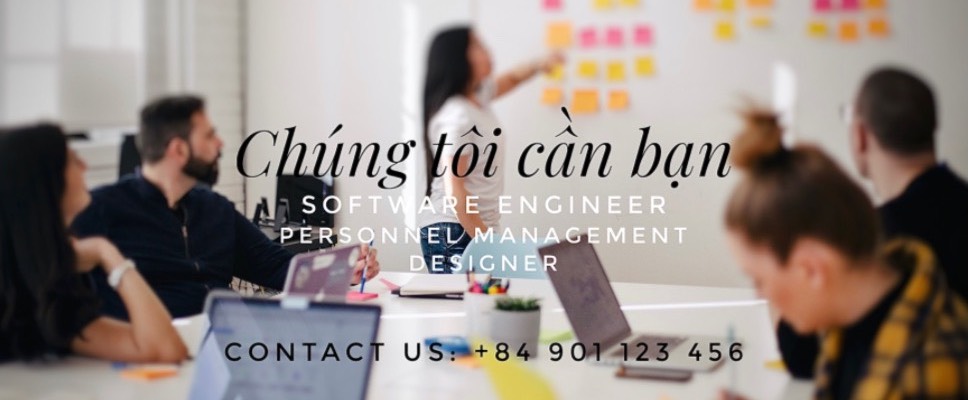 Chúng tôi cần bạn
SOFTWARE ENGINEER
PERSONNEL MANAGEMENT
DESIGNER
CONTACT US: +84 901 123 456